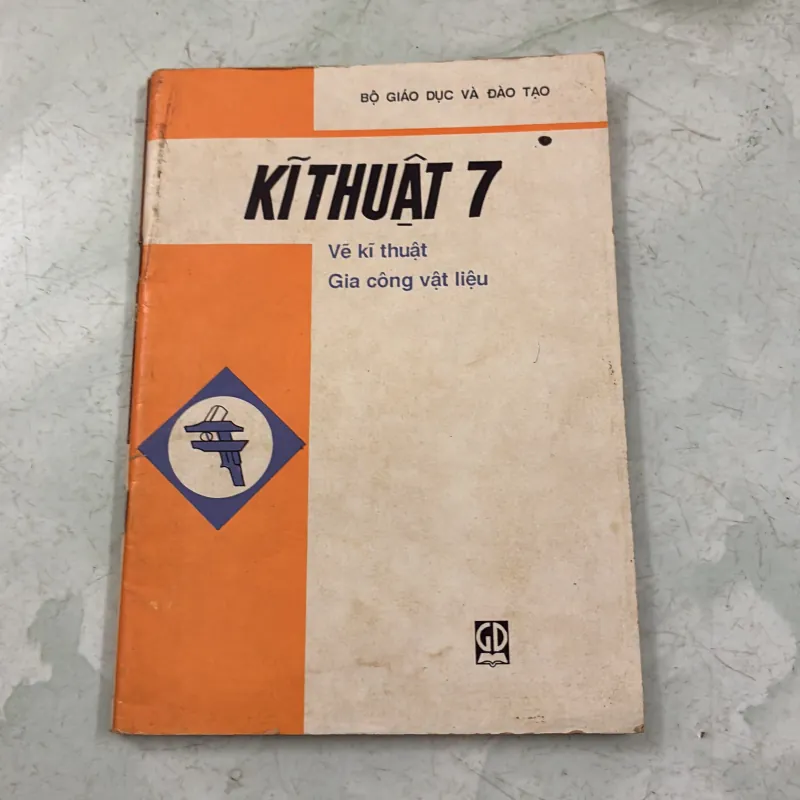 BỘ GIÁO DỤC VÀ ĐÀO TẠO
KĨ THUẬT 7
Vẽ kĩ thuật
Gia công vật liệu
GD